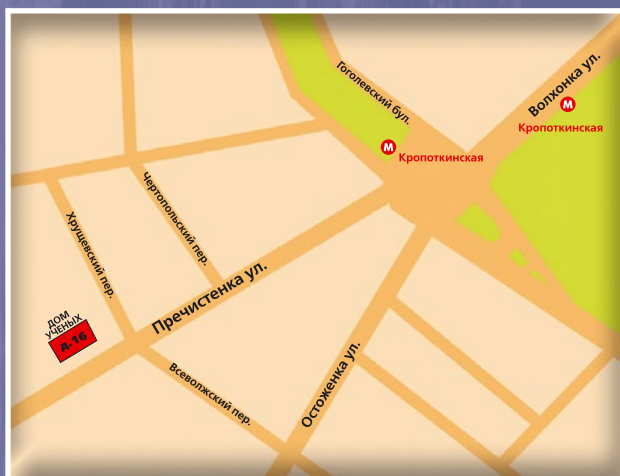 Гоголевский бул.
Волхонка ул.
М
Кропоткинская
М
Кропоткинская
Чертопольский пер.
Хрущевский пер.
Пречистенка ул.
ДОМ
УЧЕНЫХ
д.16
Всеволжский пер.
Остоженка ул.